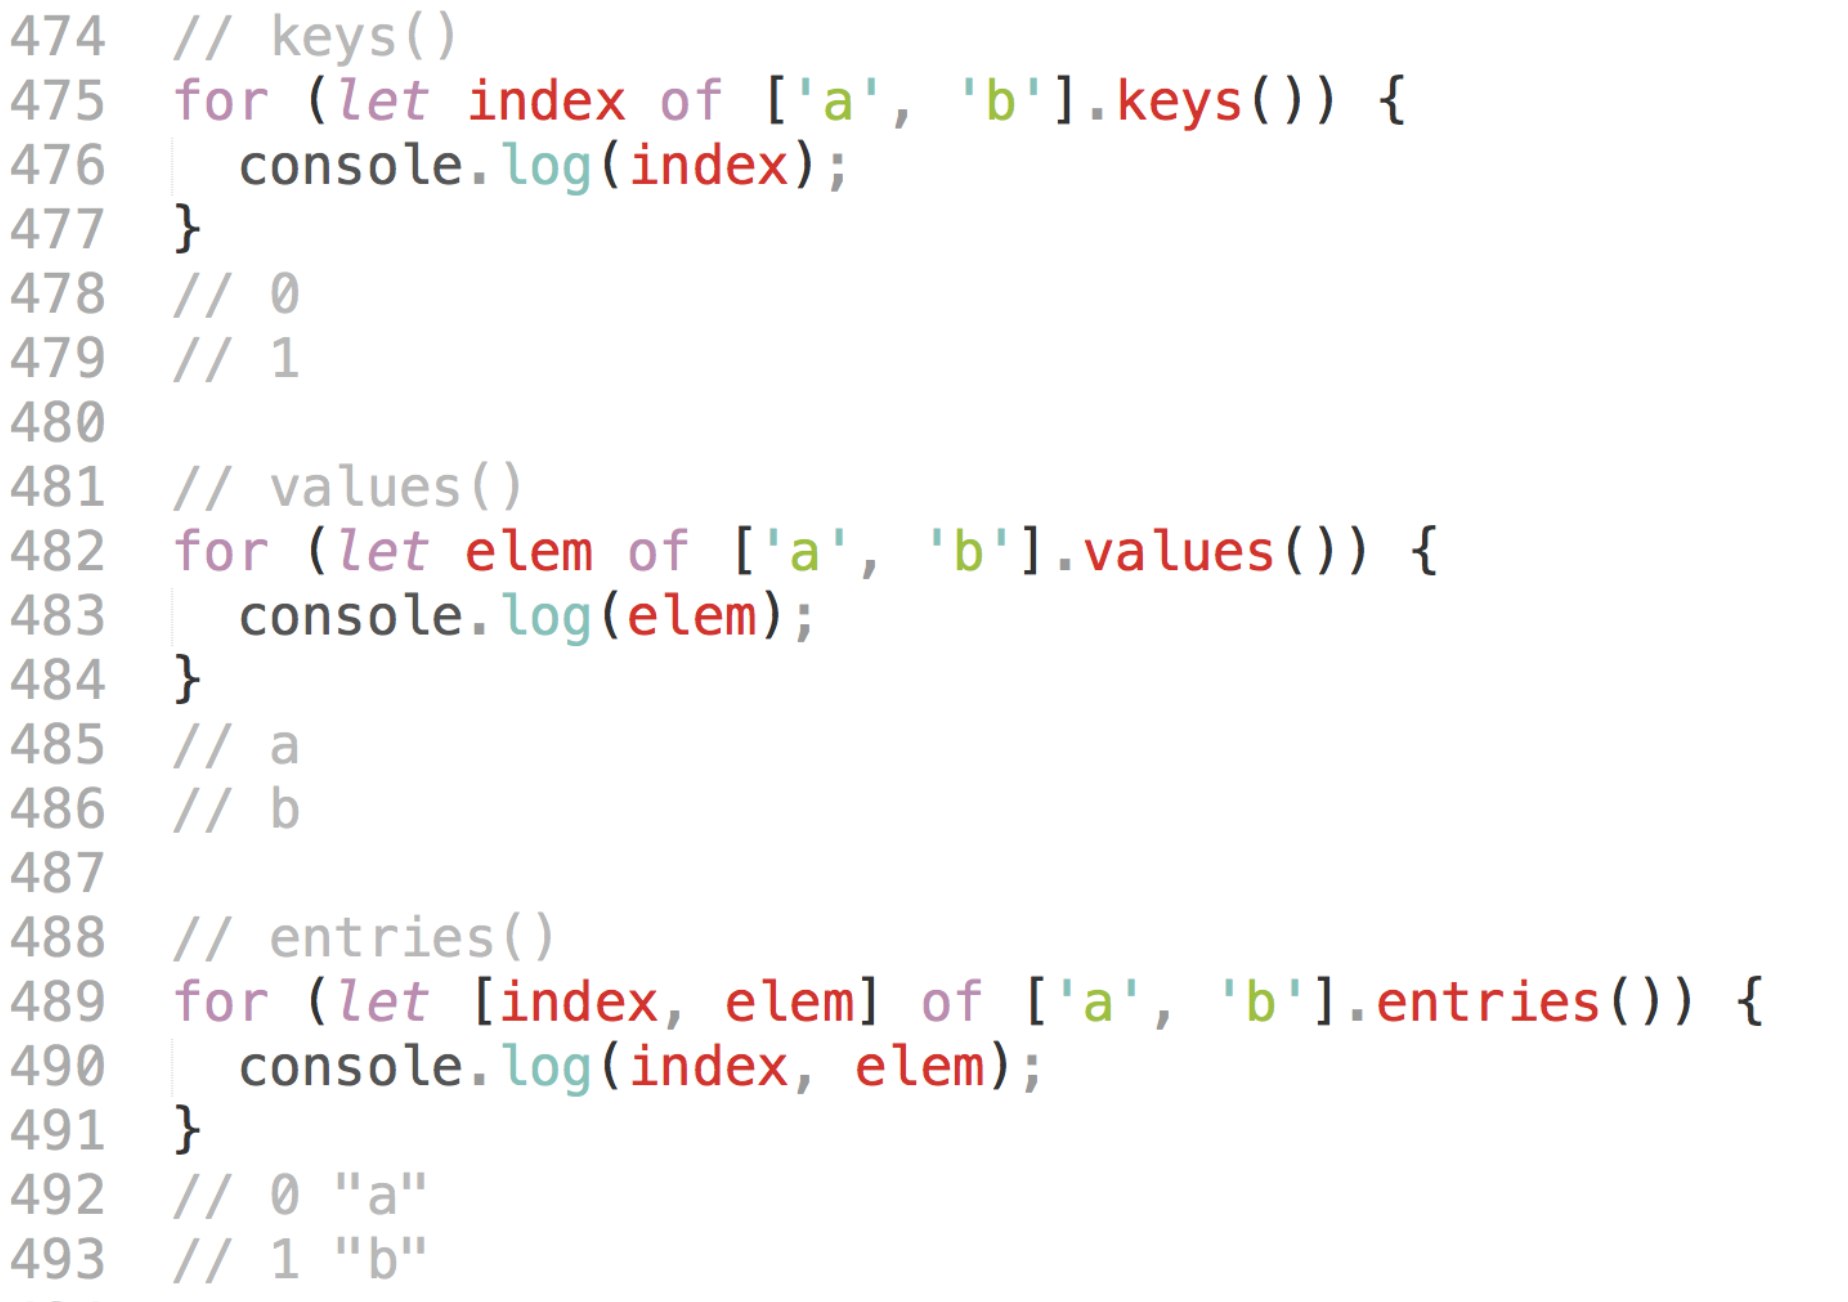 474 // keys()
475 for (let index of ['a', 'b'].keys()) {
476   console.log(index);
477 }
478 // 0
479 // 1
480
481 // values()
482 for (let elem of ['a', 'b'].values()) {
483   console.log(elem);
484 }
485 // a
486 // b
487
488 // entries()
489 for (let [index, elem] of ['a', 'b'].entries()) {
490   console.log(index, elem);
491 }
492 // 0 "a"
493 // 1 "b"